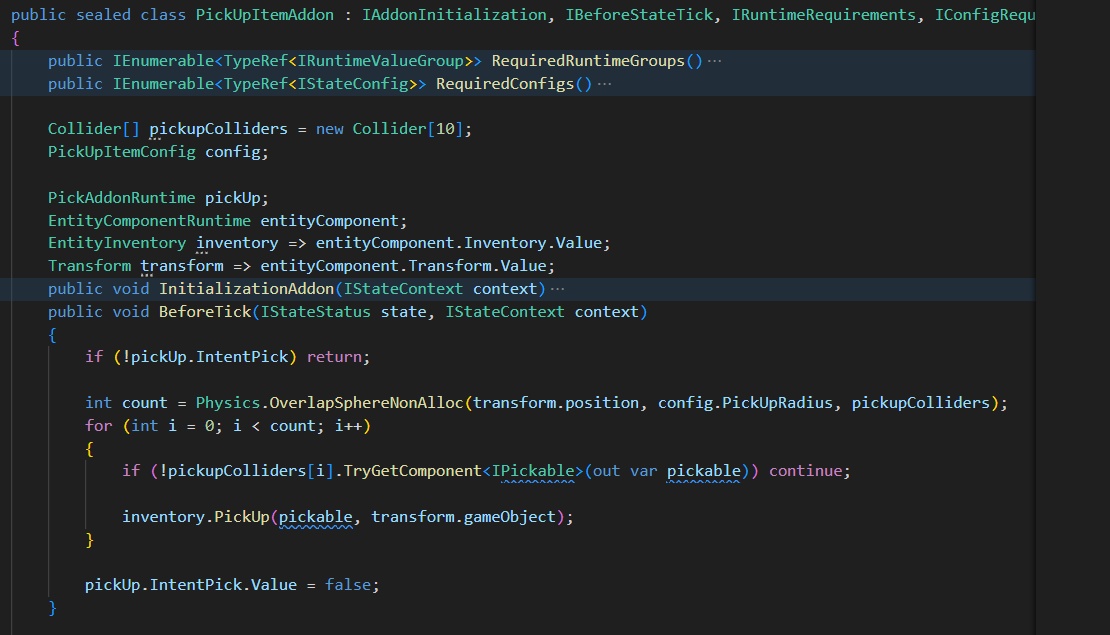 public sealed class PickUpItemAddon : IAddonInitialization, IBeforeStateTick, IRuntimeRequirements, IConfigRequ
{
public IEnumerable<TypeRef<IRuntimeValueGroup>> RequiredRuntimeGroups() ···
public IEnumerable<TypeRef<IStateConfig>> RequiredConfigs() ···
Collider[] pickupColliders = new Collider[10];
PickUpItemConfig config;
PickAddonRuntime pickUp;
EntityComponentRuntime entityComponent;
EntityInventory inventory => entityComponent.Inventory.Value;
Transform transform => entityComponent.Transform.Value;
public void InitializationAddon(IStateContext context) ···
public void BeforeTick(IStateStatus state, IStateContext context)
{
if (!pickUp.IntentPick) return;
int count = Physics.OverlapSphereNonAlloc(transform.position, config.PickUpRadius, pickupColliders);
for (int i = 0; i < count; i++)
{
if (!pickupColliders[i].TryGetComponent<IPickable>(out var pickable)) continue;
inventory.PickUp(pickable, transform.gameObject);
}
pickUp.IntentPick.Value = false;
}